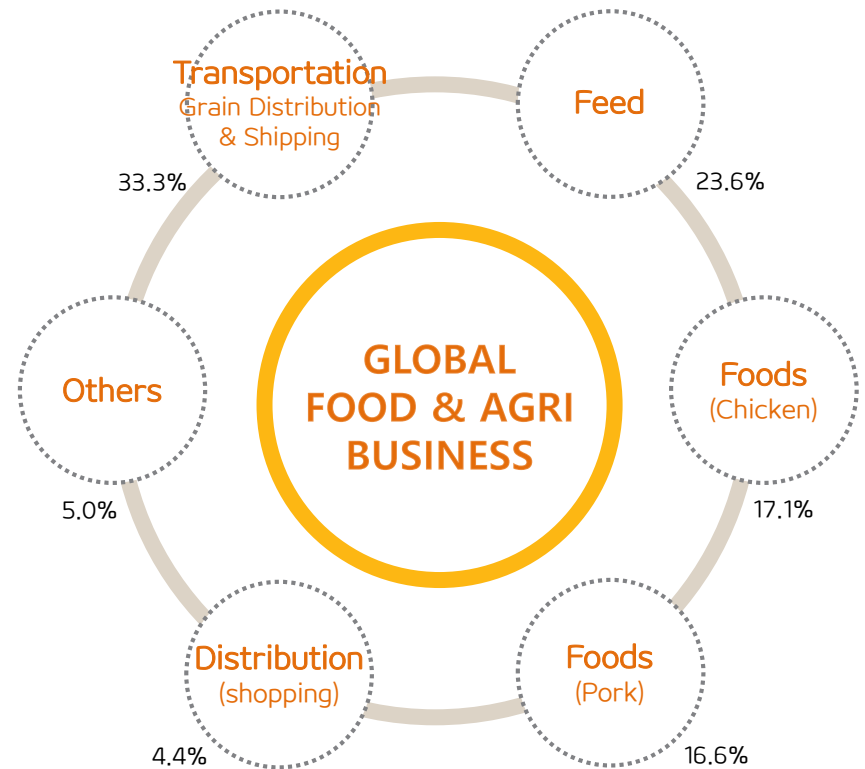 Transportation
Grain Distribution
& Shipping
33.3%
Feed
23.6%
GLOBAL
FOOD & AGRI
BUSINESS
Others
5.0%
Foods
(Chicken)
17.1%
Distribution
(shopping)
4.4%
Foods
(Pork)
16.6%